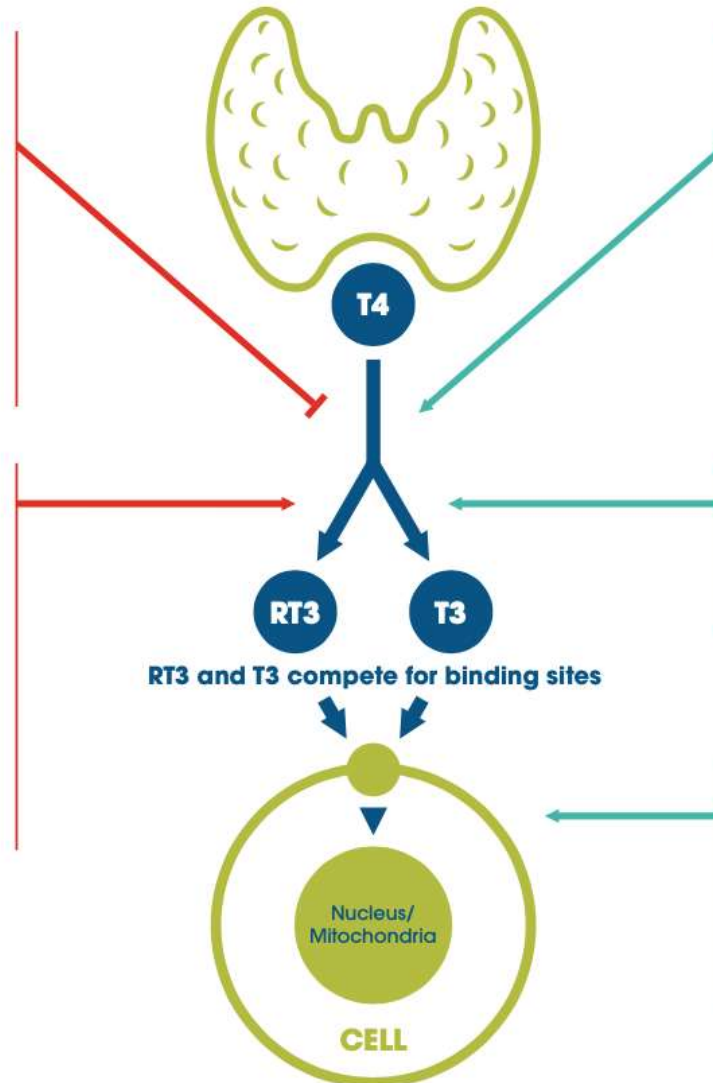 T4
RT3
T3
RT3 and T3 compete for binding sites
Nucleus/
Mitochondria
CELL